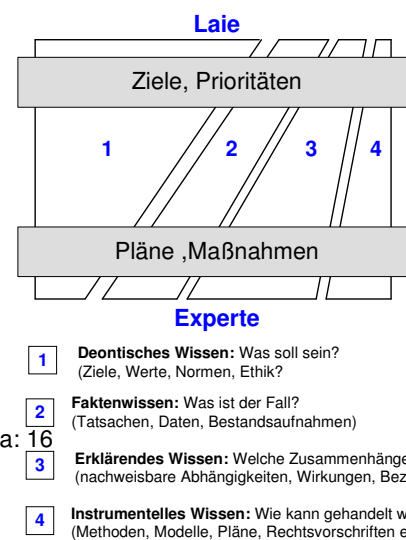 Laie
Ziele, Prioritäten
1 2 3 4
Pläne ,Maßnahmen
Experte
1 Deontisches Wissen: Was soll sein?
(Ziele, Werte, Normen, Ethik?
2 Faktenwissen: Was ist der Fall?
(Tatsachen, Daten, Bestandsaufnahmen)
a: 16
3 Erklärendes Wissen: Welche Zusammenhänge
(nachweisbare Abhängigkeiten, Wirkungen, Bez
4 Instrumentelles Wissen: Wie kann gehandelt w
(Methoden, Modelle, Pläne, Rechtsvorschriften e